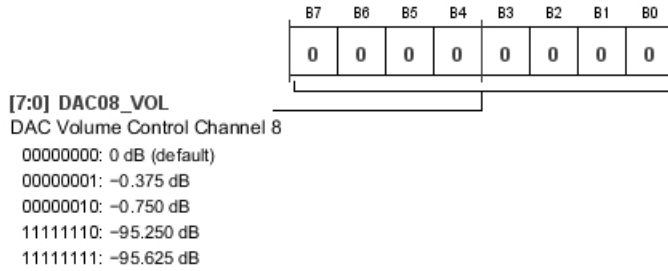 B7 B6 B5 B4 B3 B2 B1 B0
0 0 0 0 0 0 0 0
[7:0] DAC08_VOL
DAC Volume Control Channel 8
00000000: 0 dB (default)
00000001: −0.375 dB
00000010: −0.750 dB
11111110: −95.250 dB
11111111: −95.625 dB